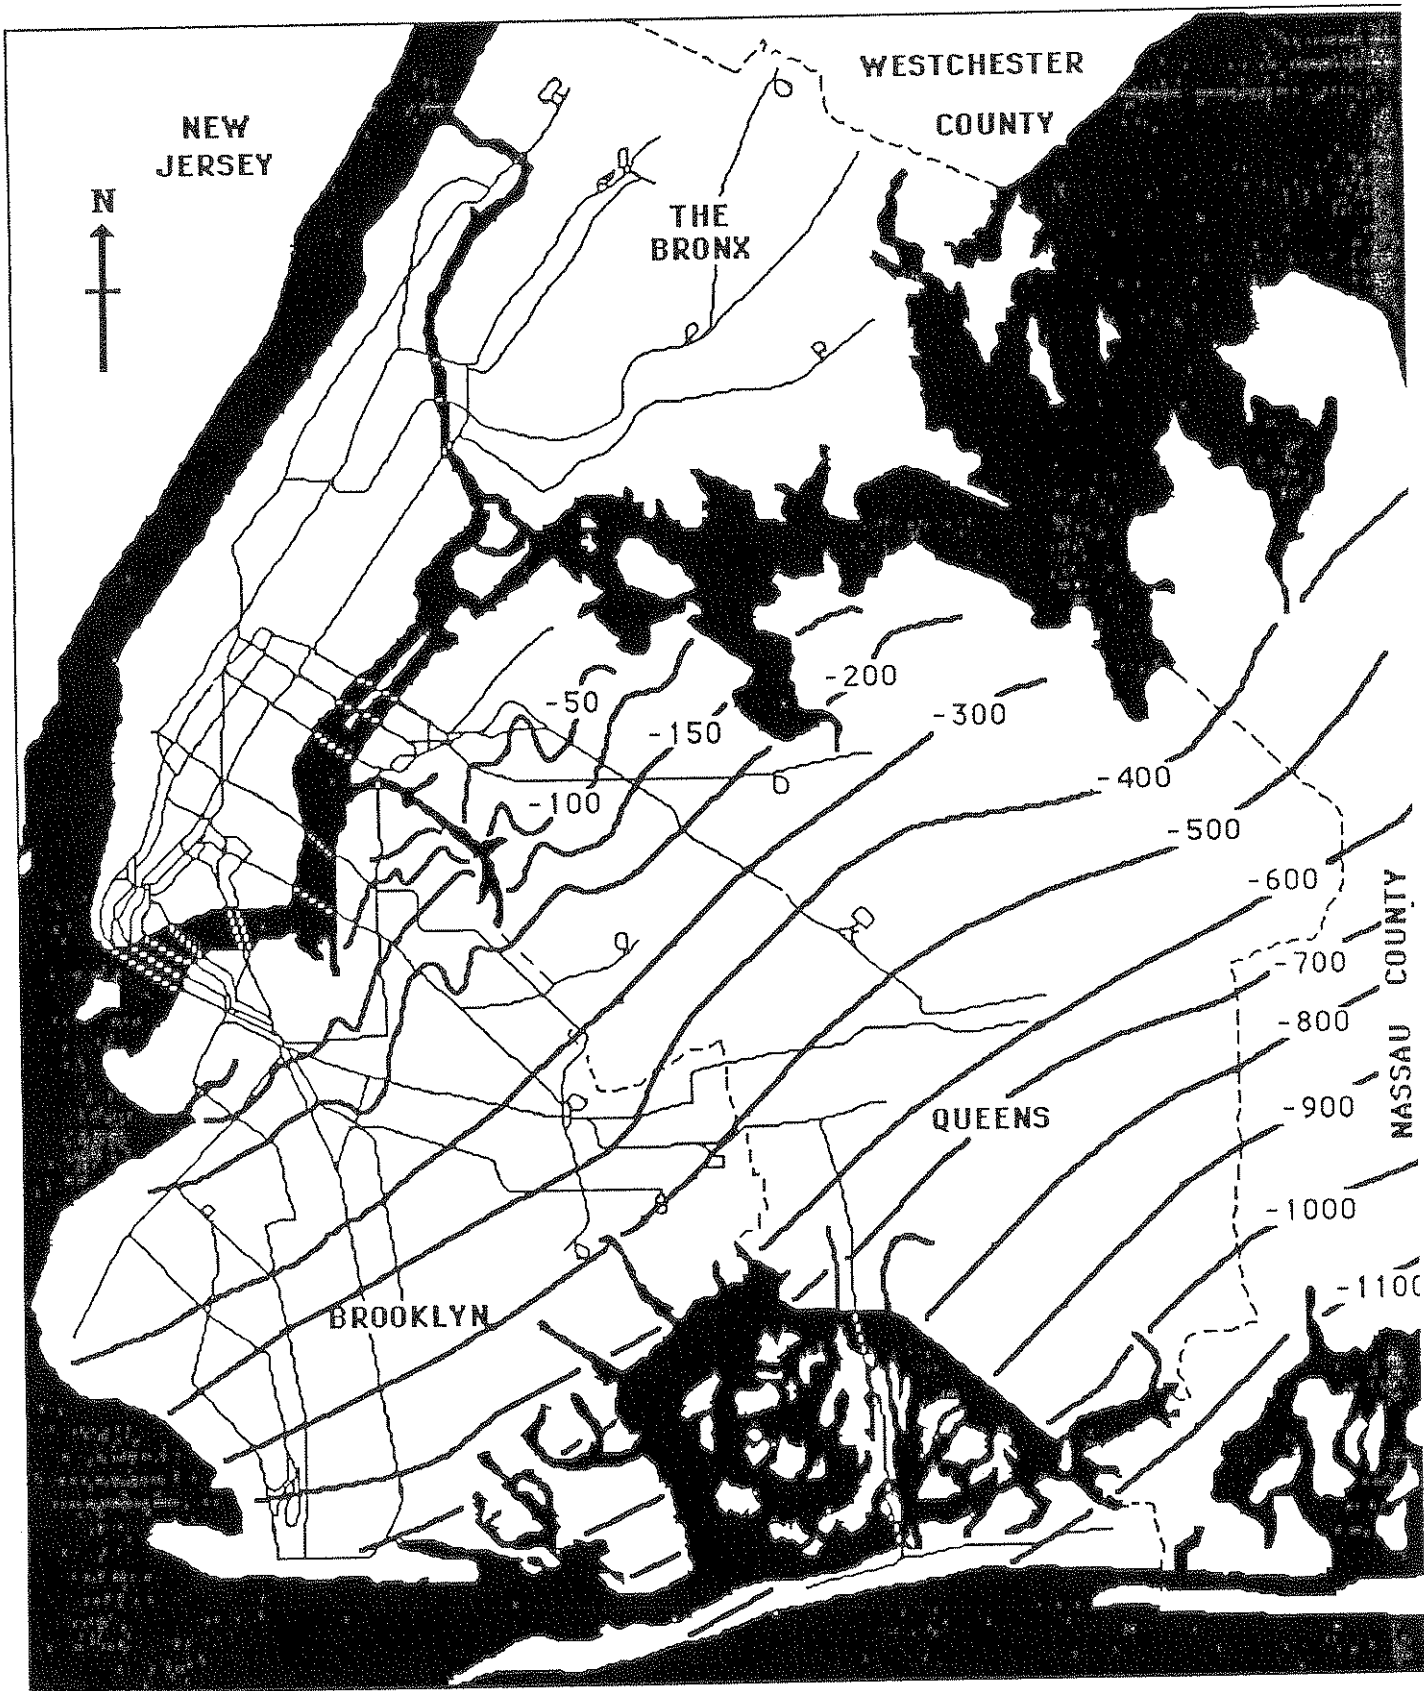 WESTCHESTER
COUNTY
NEW
JERSEY
N
THE
BRONX
-50
-200
-150
-300
-100
-400
-500
-600
-700
-800
-900
-1000
-1100
NASSAU COUNTY
QUEENS
BROOKLYN